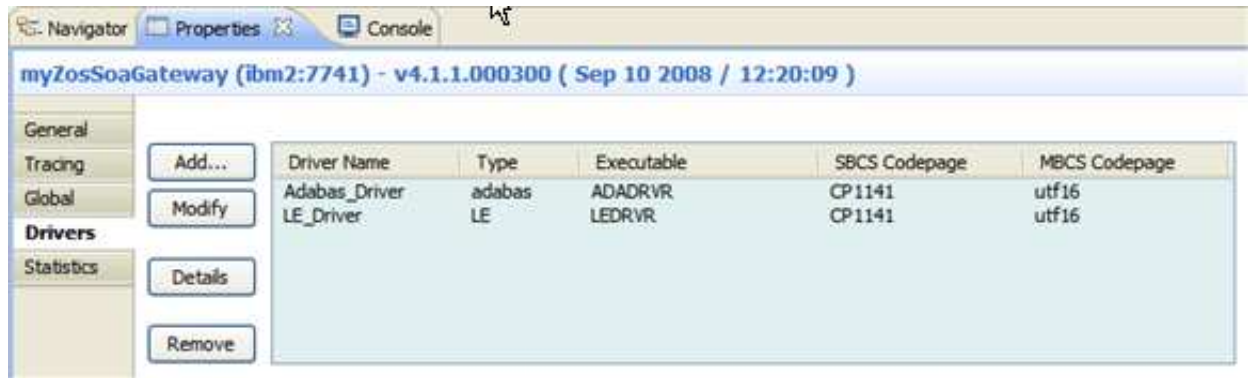 Navigator Properties Console
myZosSoaGateway (ibm2:7741) - v4.1.1.000300 ( Sep 10 2008 / 12:20:09 )
General
Tracing
Global
Drivers
Statistics
Add...
Modify
Details
Remove
Driver Name Type Executable SBCS Codepage MBCS Codepage
Adabas_Driver adabas ADADRVR CP1141 utf16
LE_Driver LE LEDRVR CP1141 utf16